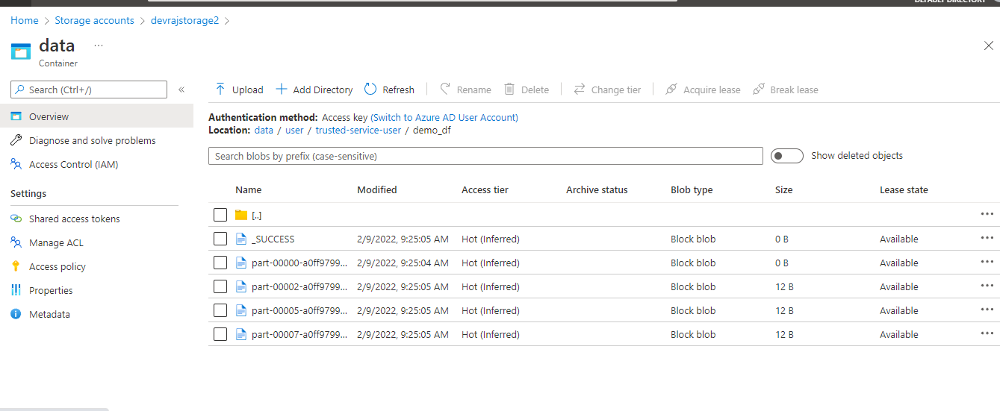 DEFAULT DIRECTORY
Home > Storage accounts > devrajstorage2 >
data ...
Container
Search (Ctrl+/) «
Overview
Diagnose and solve problems
Access Control (IAM)
Settings
Shared access tokens
Manage ACL
Access policy
Properties
Metadata
Upload Add Directory Refresh Rename Delete Change tier Acquire lease Break lease
Authentication method: Access key (Switch to Azure AD User Account)
Location: data / user / trusted-service-user / demo_df
Search blobs by prefix (case-sensitive) Show deleted objects
Name Modified Access tier Archive status Blob type Size Lease state
[..] ...
_SUCCESS 2/9/2022, 9:25:05 AM Hot (Inferred) Block blob 0 B Available ...
part-00000-a0ff9799... 2/9/2022, 9:25:04 AM Hot (Inferred) Block blob 0 B Available ...
part-00002-a0ff9799... 2/9/2022, 9:25:05 AM Hot (Inferred) Block blob 12 B Available ...
part-00005-a0ff9799... 2/9/2022, 9:25:05 AM Hot (Inferred) Block blob 12 B Available ...
part-00007-a0ff9799... 2/9/2022, 9:25:05 AM Hot (Inferred) Block blob 12 B Available ...